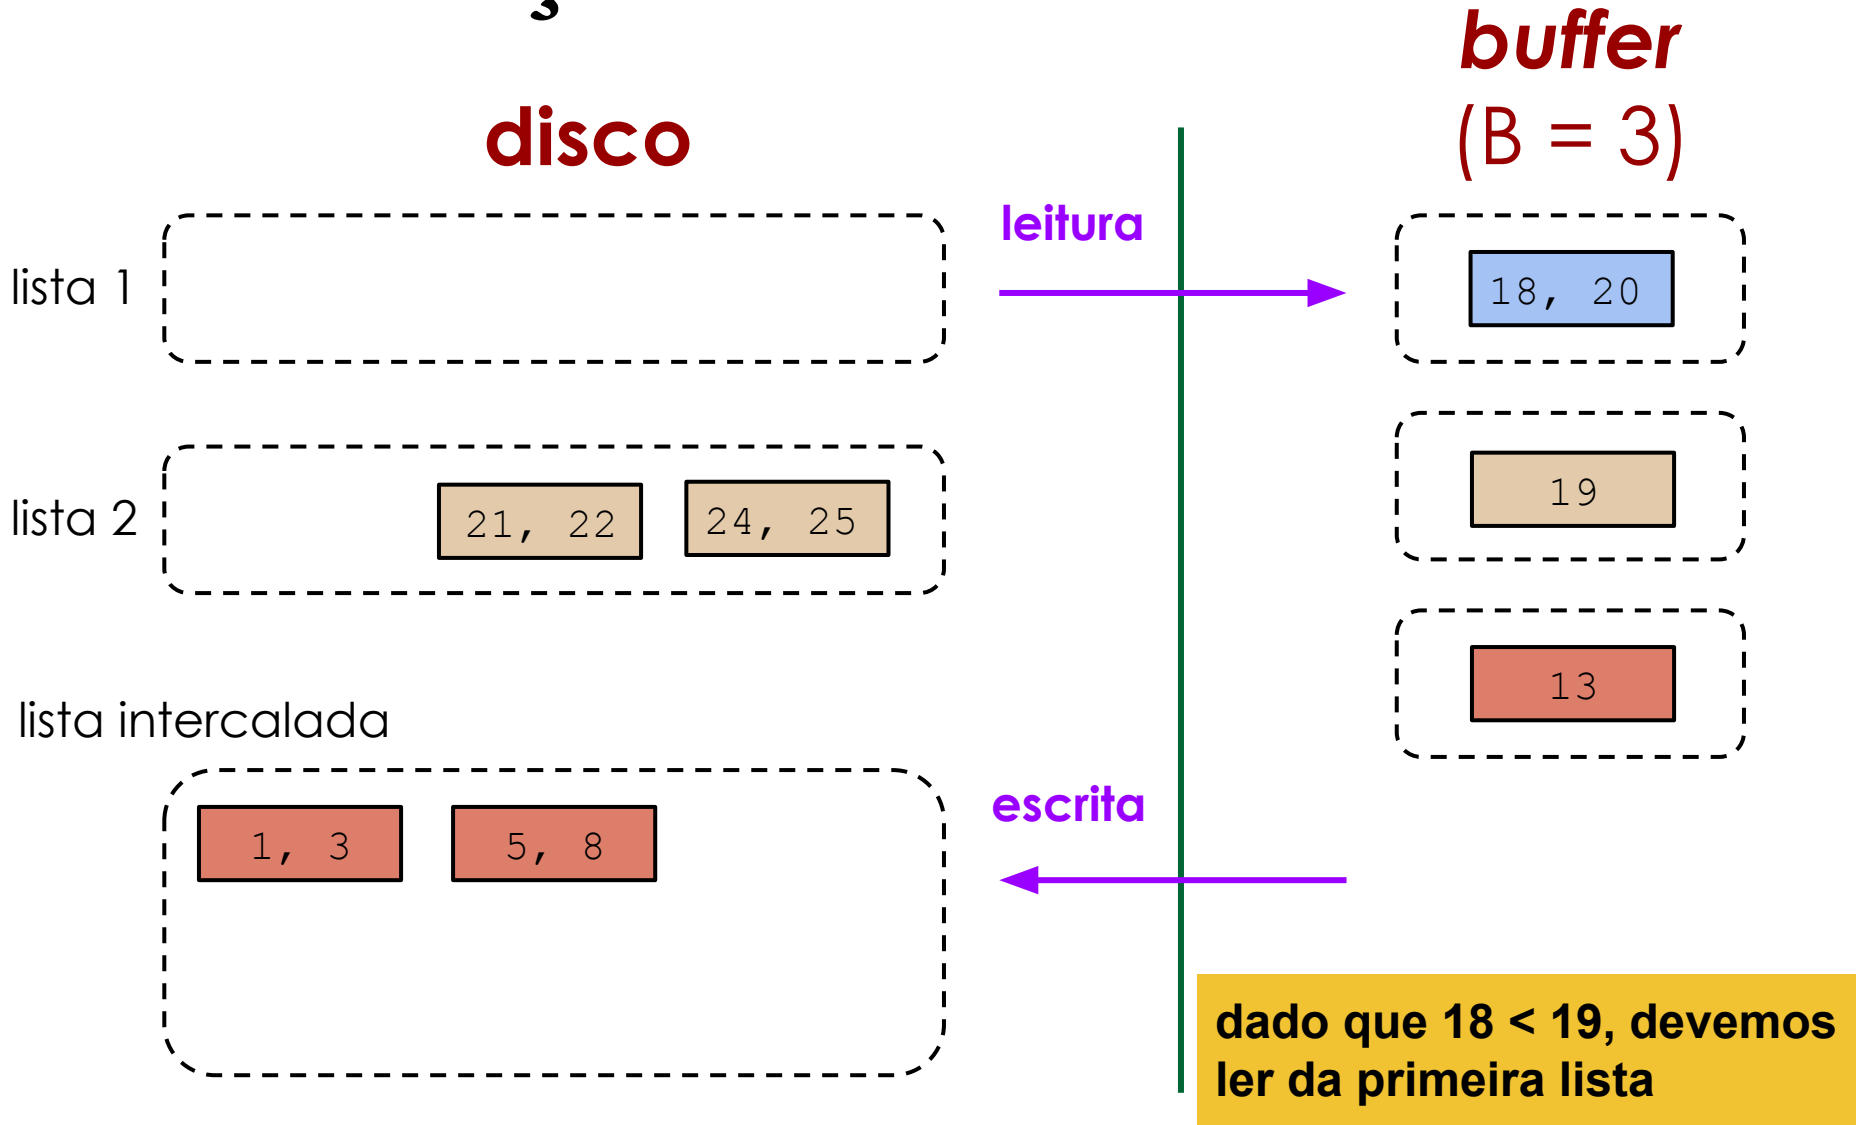 buffer
(B = 3)
disco
leitura
lista 1
18, 20
lista 2
21, 22
24, 25
19
13
lista intercalada
escrita
1, 3
5, 8
dado que 18 < 19, devemos
ler da primeira lista